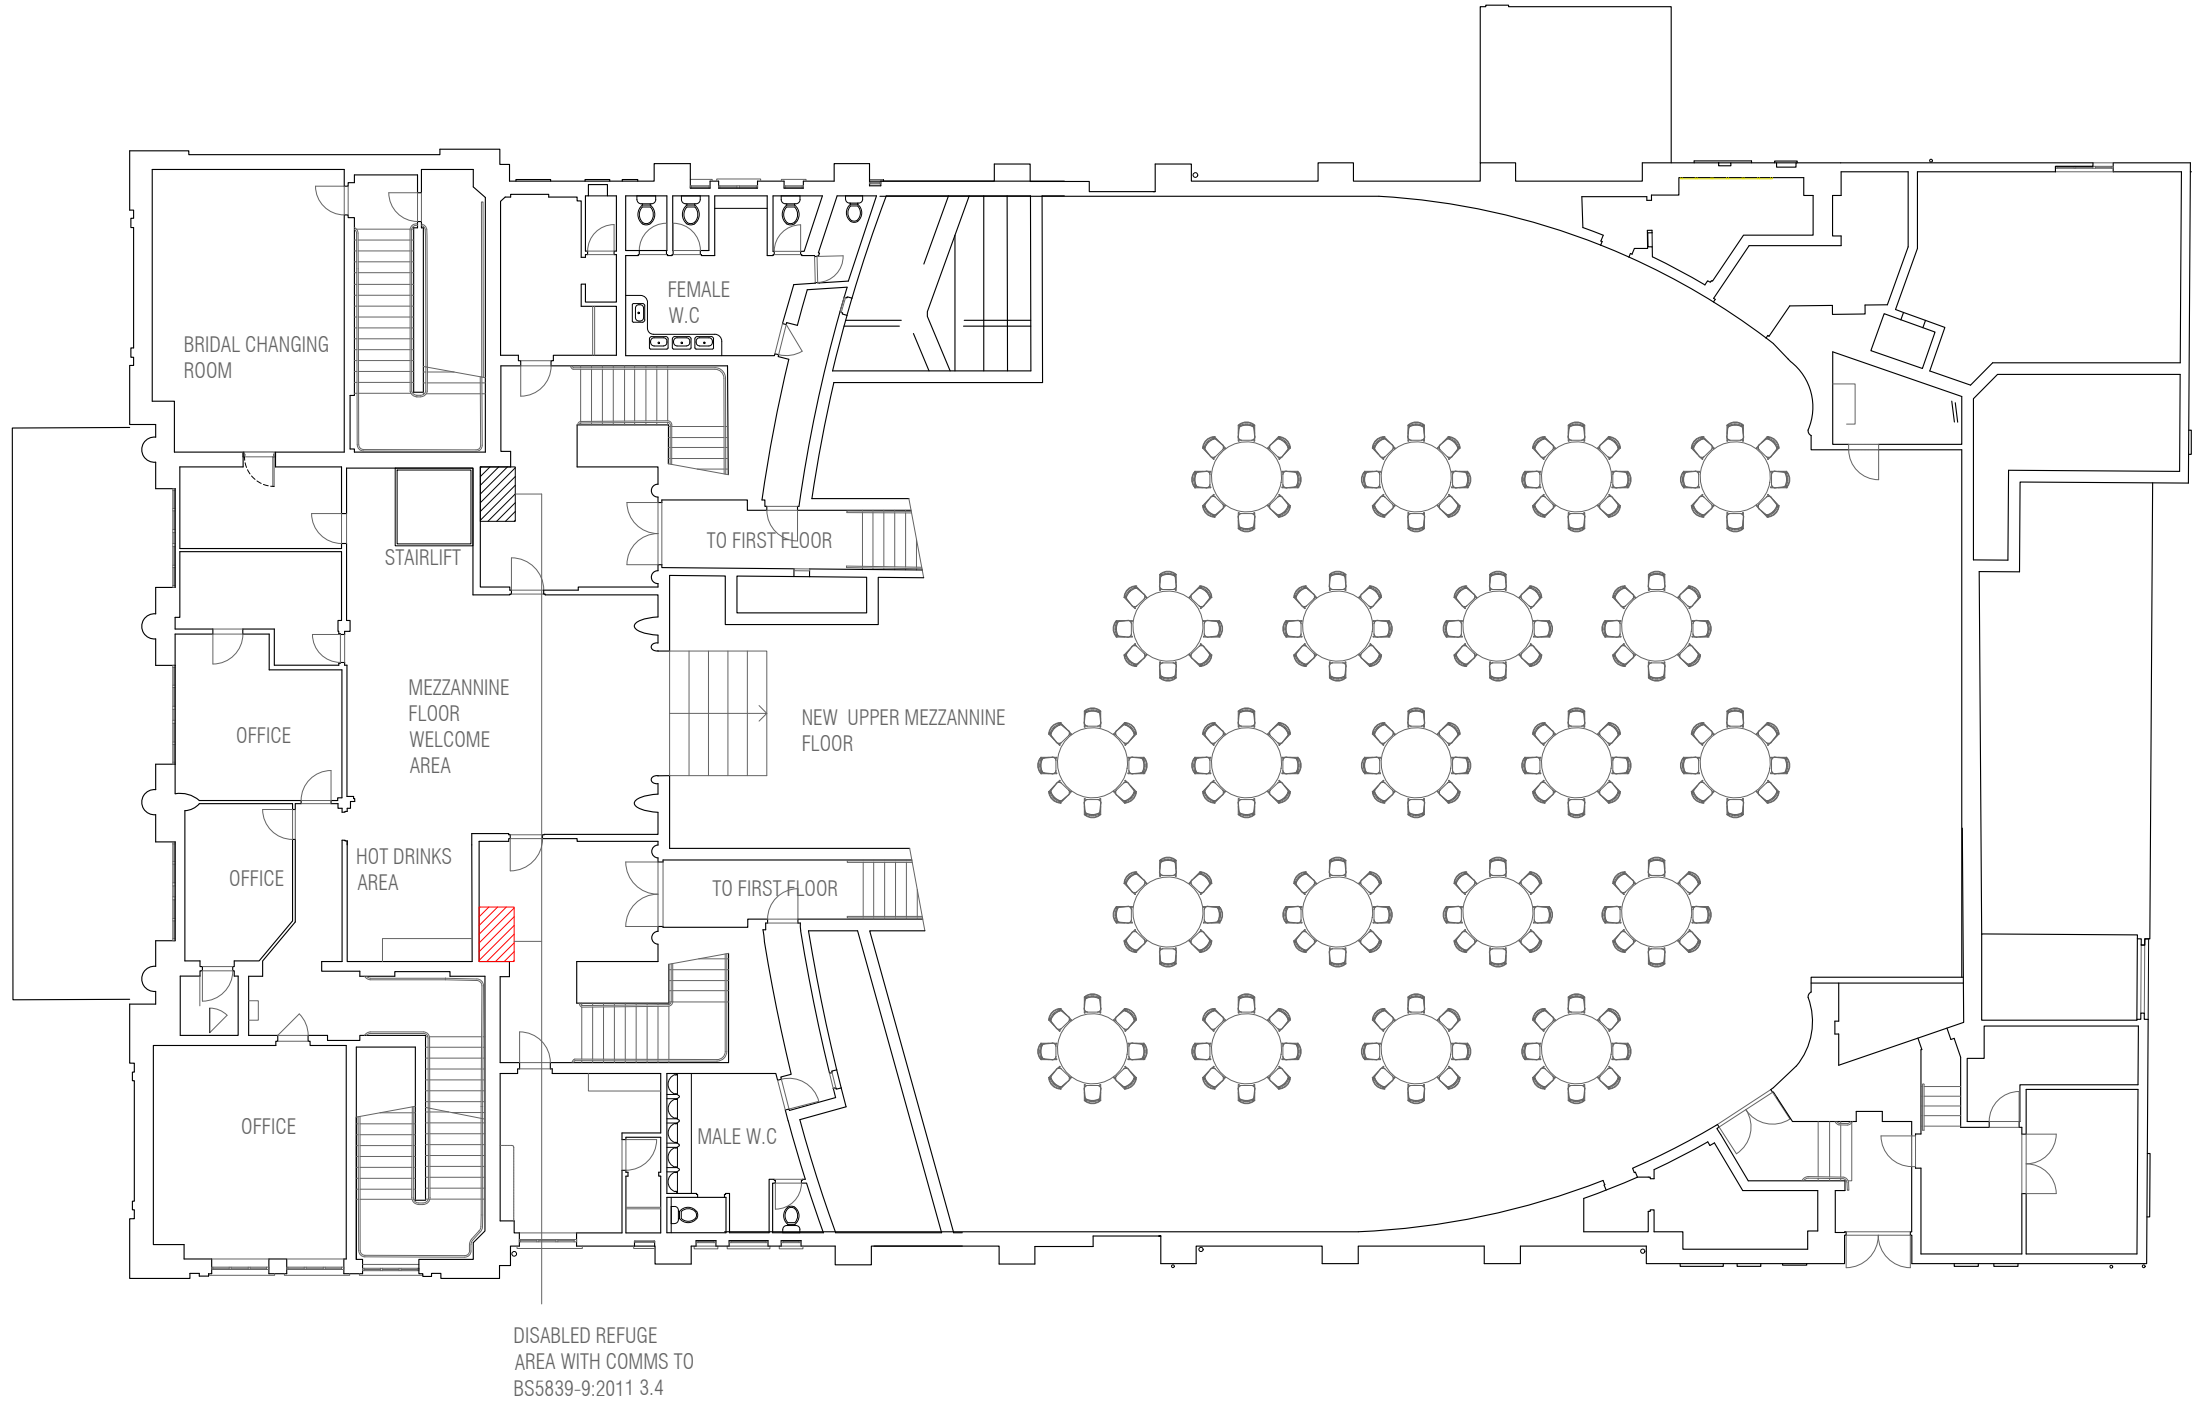 FEMALE
W.C
BRIDAL CHANGING
ROOM
TO FIRST FLOOR
STAIRLIFT
MEZZANNINE
FLOOR
WELCOME
AREA
NEW UPPER MEZZANNINE
FLOOR
OFFICE
HOT DRINKS
AREA
OFFICE
TO FIRST FLOOR
OFFICE
MALE W.C
DISABLED REFUGE
AREA WITH COMMS TO
BS5839-9:2011 3.4